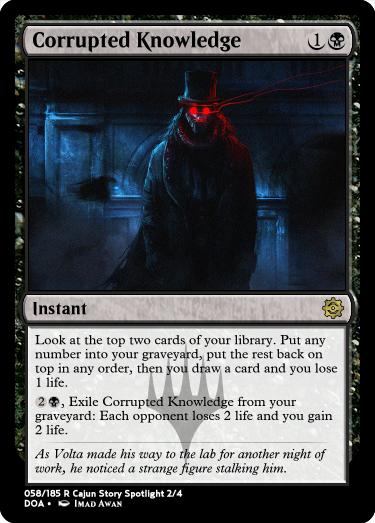 Corrupted Knowledge 1
Instant
Look at the top two cards of your library. Put any
number into your graveyard, put the rest back on
top in any order, then you draw a card and you lose
1 life.
2, Exile Corrupted Knowledge from your
graveyard: Each opponent loses 2 life and you gain
2 life.
As Volta made his way to the lab for another night of
work, he noticed a strange figure stalking him.
058/185 R Cajun Story Spotlight 2/4
DOA • Imad Awan